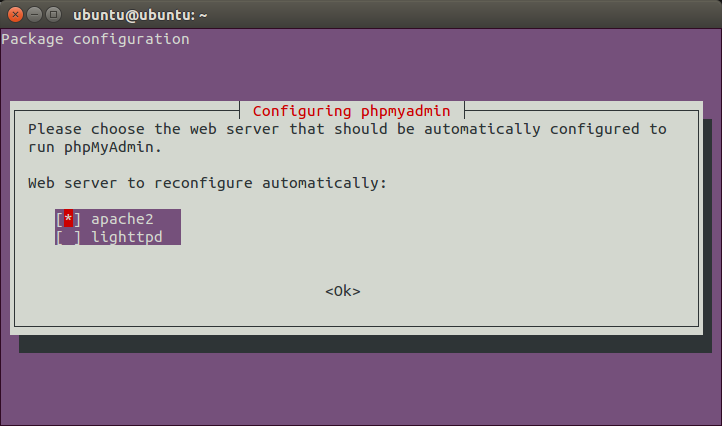 ubuntu@ubuntu: ~
Package configuration
Configuring phpmyadmin
Please choose the web server that should be automatically configured to
run phpMyAdmin.
Web server to reconfigure automatically:
[*] apache2
[ ] lighttpd
<Ok>